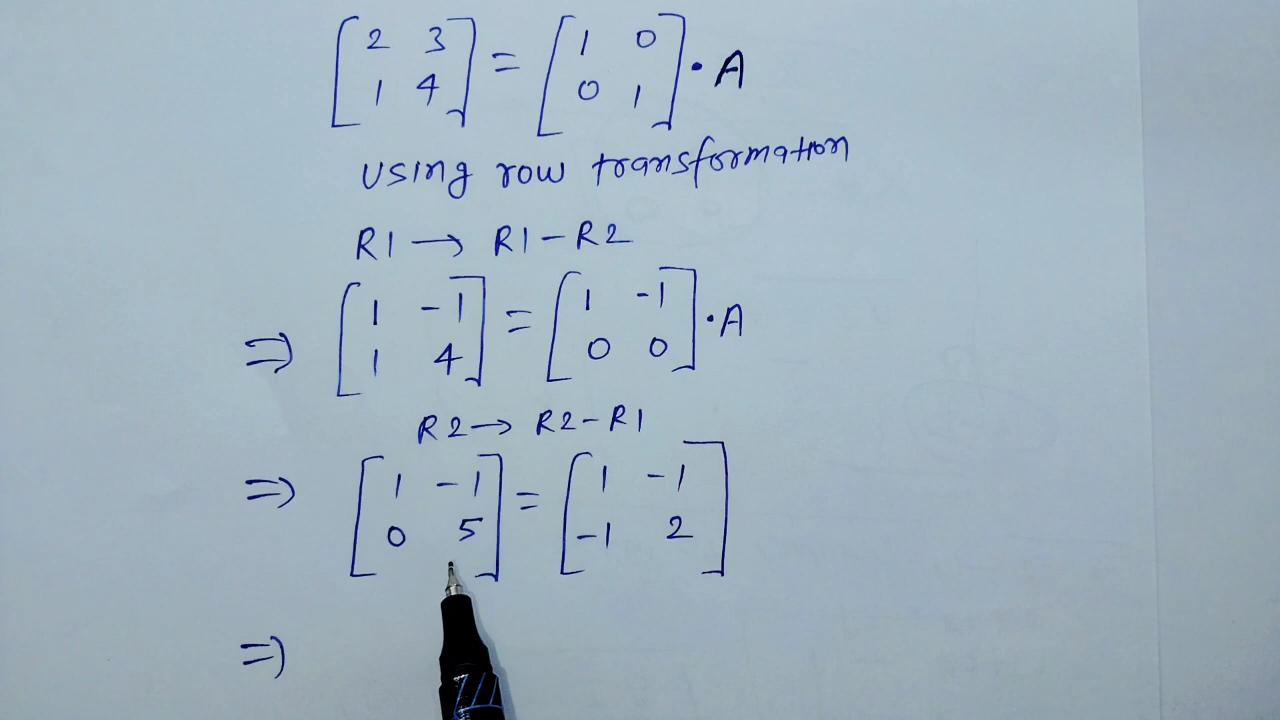 [2 3
1 4] = [1 0
0 1] · A
using row transformation
R1 → R1 - R2
⇒ [1 -1
1 4] = [1 -1
0 0] · A
R2 → R2 - R1
⇒ [1 -1
0 5] = [1 -1
-1 2]
⇒